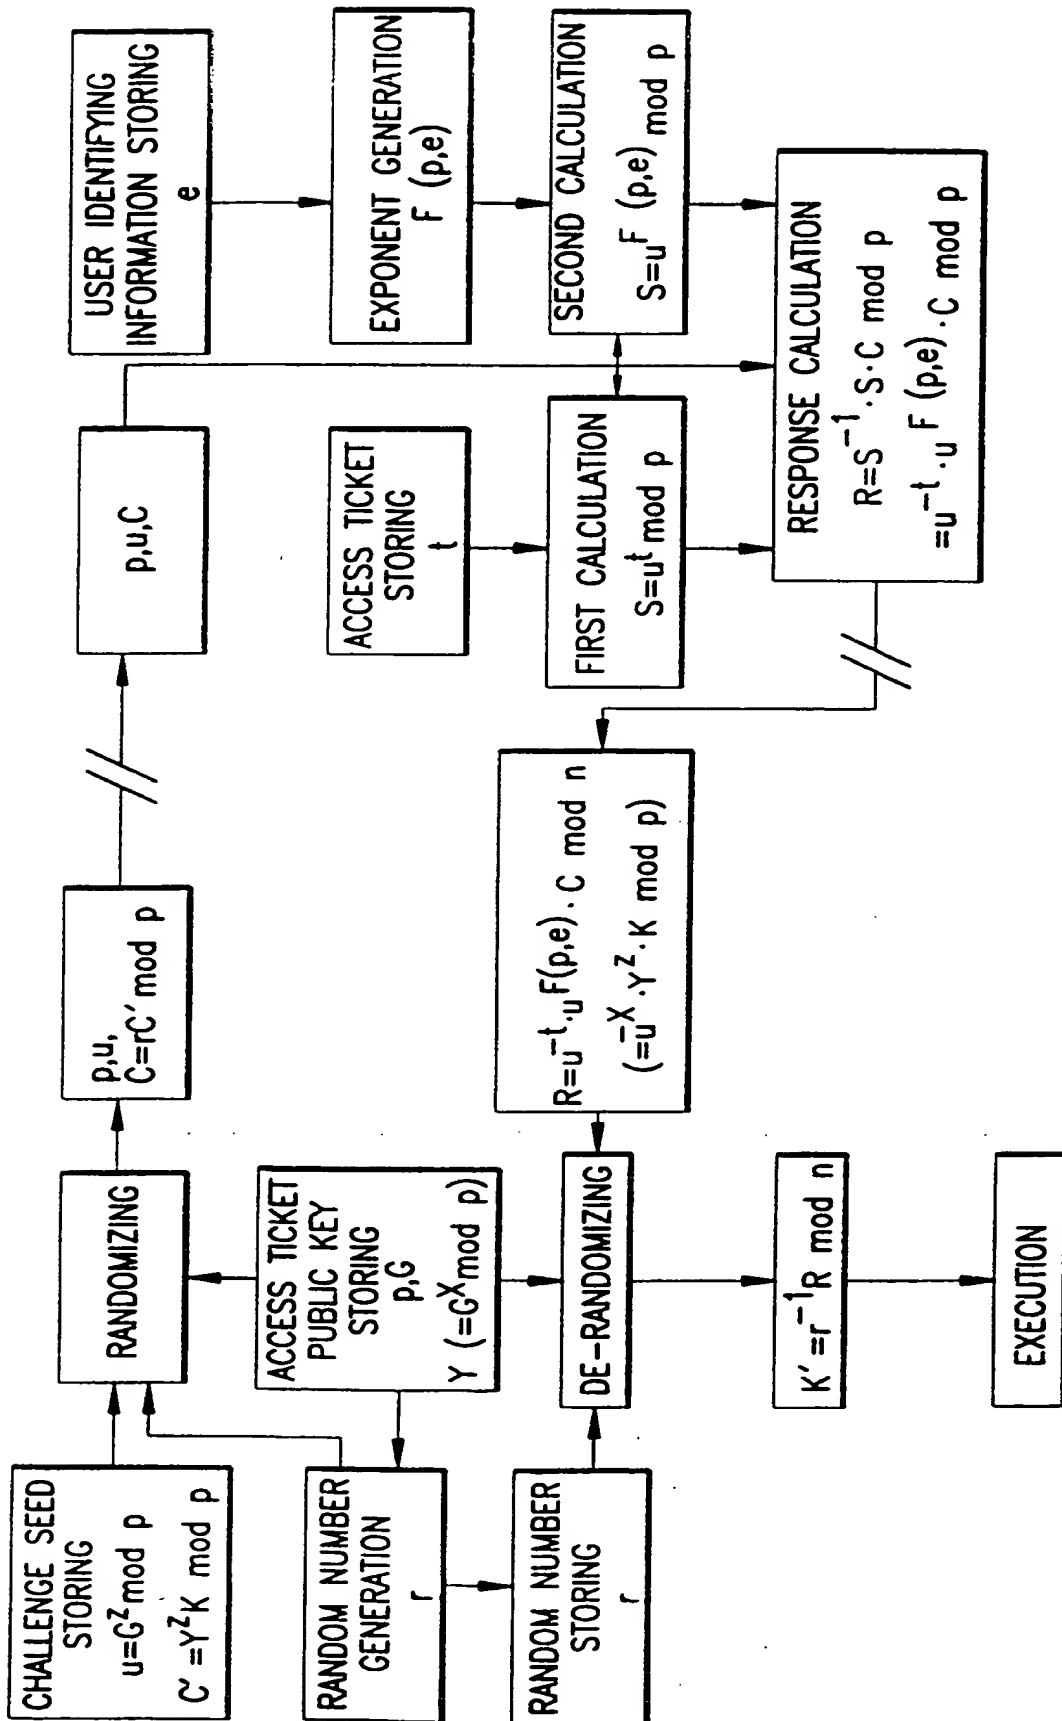 CHALLENGE SEED
STORING
u=G^z mod p
C'=Y^z K mod p
RANDOMIZING
p,u,
C=rC' mod p
p,u,C
USER IDENTIFYING
INFORMATION STORING
e
RANDOM NUMBER
GENERATION
r
ACCESS TICKET
PUBLIC KEY
STORING
p,G
Y (=G^X mod p)
ACCESS TICKET
STORING
t
EXPONENT GENERATION
F (p,e)
RANDOM NUMBER
STORING
r
DE-RANDOMIZING
R=u^-t·u^F(p,e)·C mod n
(=u^-X·Y^Z·K mod p)
FIRST CALCULATION
S=u^t mod p
SECOND CALCULATION
S=u^F (p,e) mod p
K'=r^-1 R mod n
RESPONSE CALCULATION
R=S^-1·S·C mod p
=u^-t·u^F (p,e)·C mod p
EXECUTION